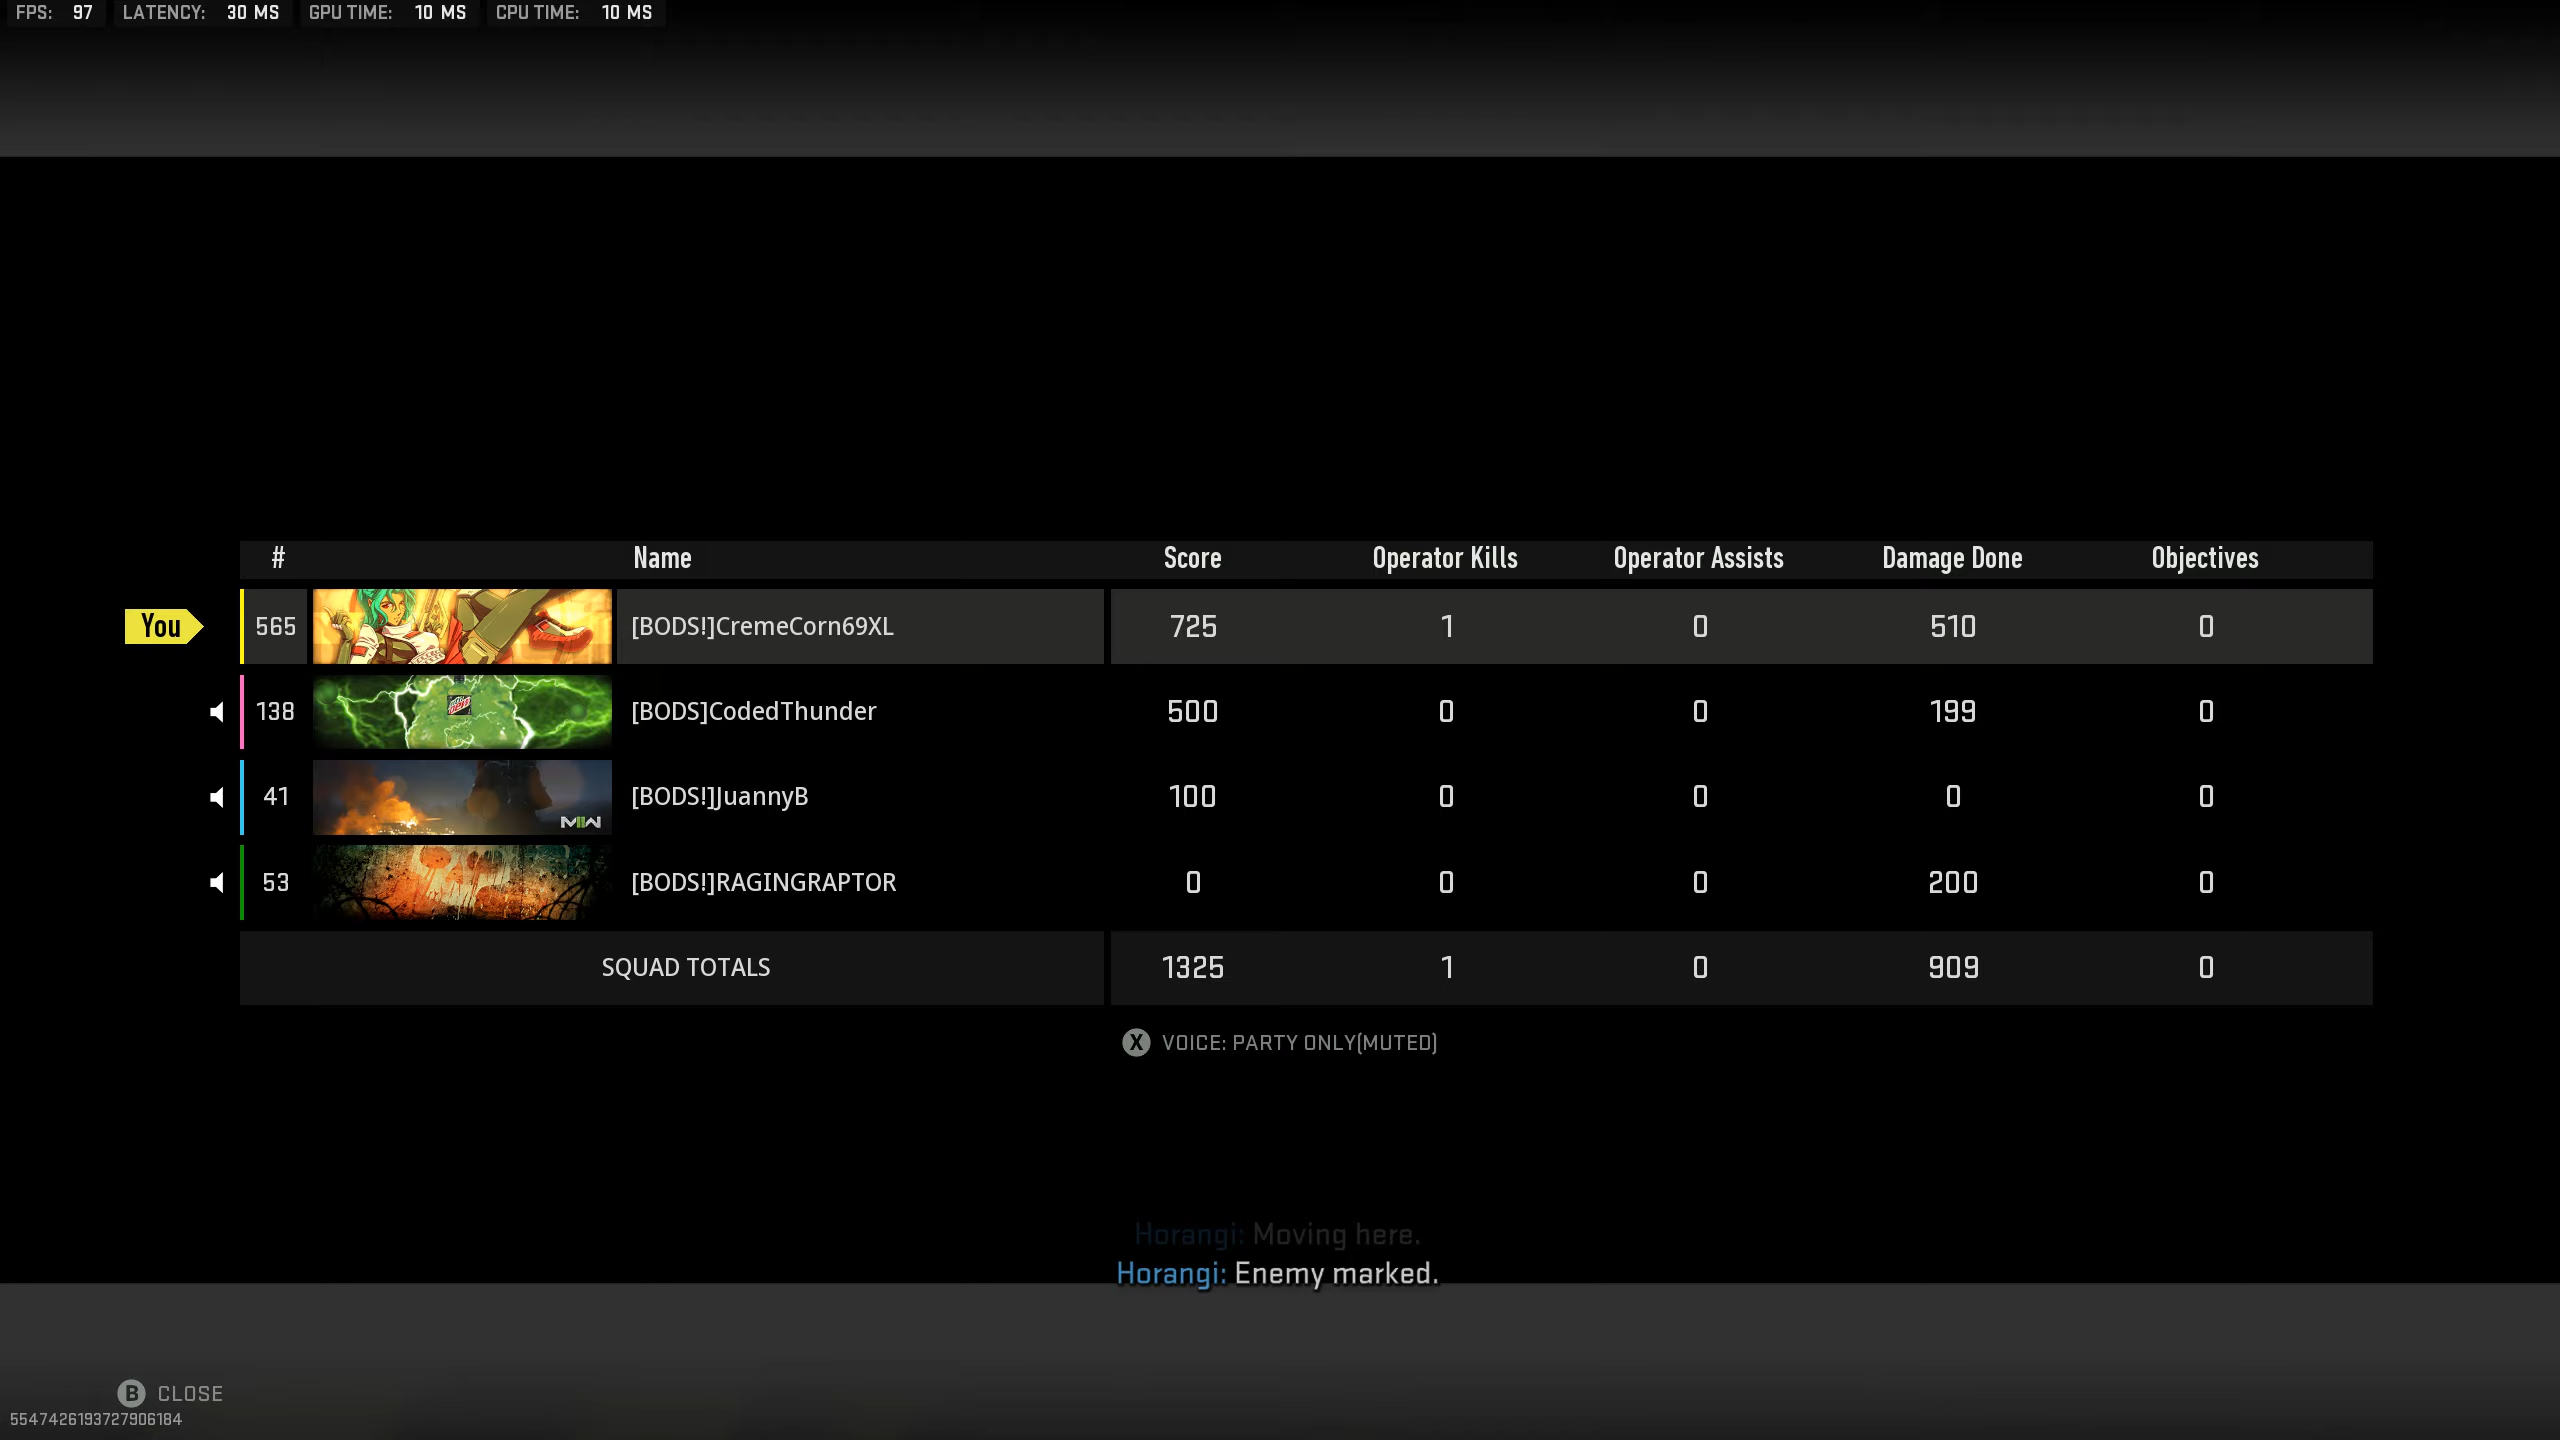 FPS: 97 LATENCY: 30 MS GPU TIME: 10 MS CPU TIME: 10 MS
# Name Score Operator Kills Operator Assists Damage Done Objectives
You 565 [BODS!]CremeCorn69XL 725 1 0 510 0
138 [BODS]CodedThunder 500 0 0 199 0
41 [BODS!]JuannyB 100 0 0 0 0
MW
53 [BODS!]RAGINGRAPTOR 0 0 0 200 0
SQUAD TOTALS 1325 1 0 909 0
X VOICE: PARTY ONLY(MUTED)
Horangi: Moving here.
Horangi: Enemy marked.
B CLOSE
5547426193727906184